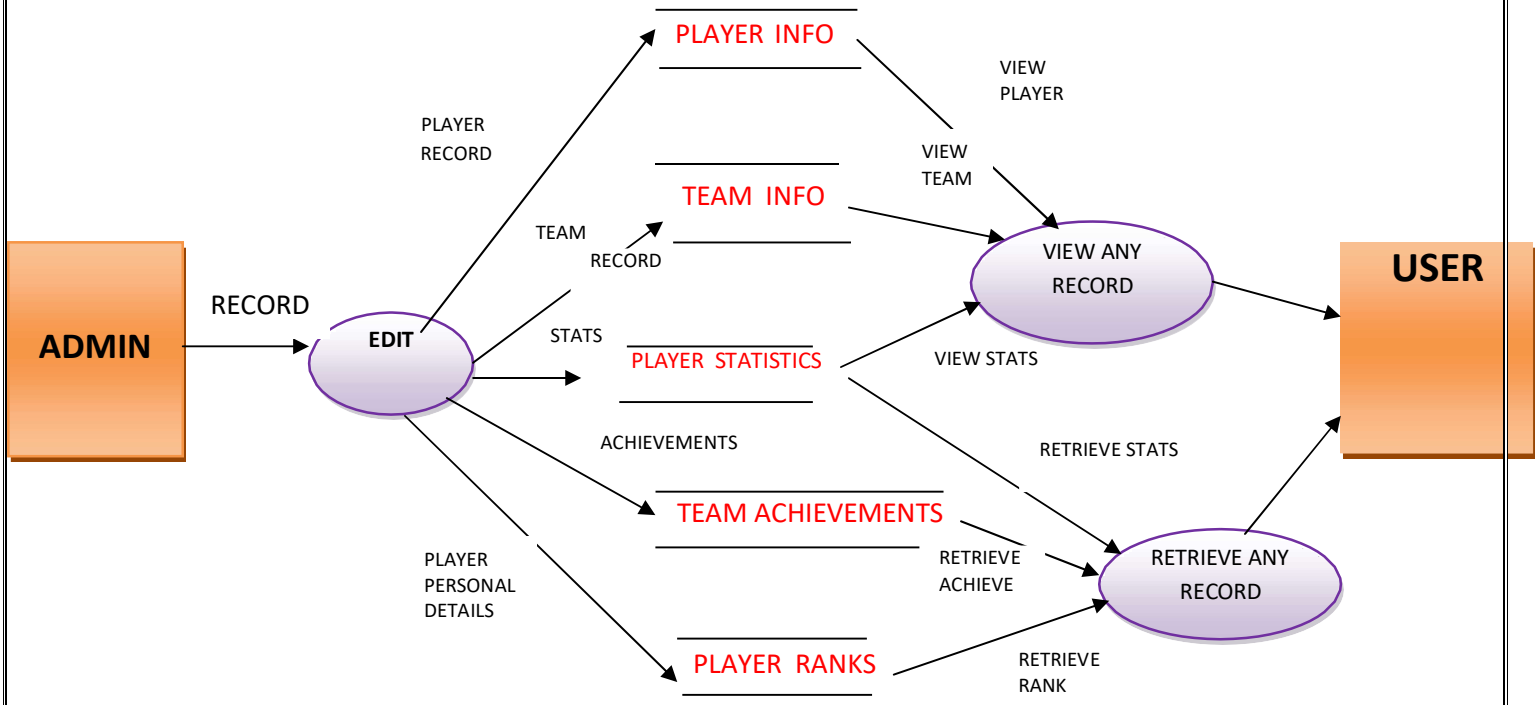 PLAYER INFO
VIEW
PLAYER
PLAYER
RECORD
VIEW
TEAM
TEAM INFO
TEAM
RECORD
VIEW ANY
RECORD
USER
RECORD
ADMIN
EDIT
STATS
PLAYER STATISTICS
VIEW STATS
ACHIEVEMENTS
RETRIEVE STATS
TEAM ACHIEVEMENTS
PLAYER
PERSONAL
DETAILS
RETRIEVE
ACHIEVE
RETRIEVE ANY
RECORD
PLAYER RANKS
RETRIEVE
RANK